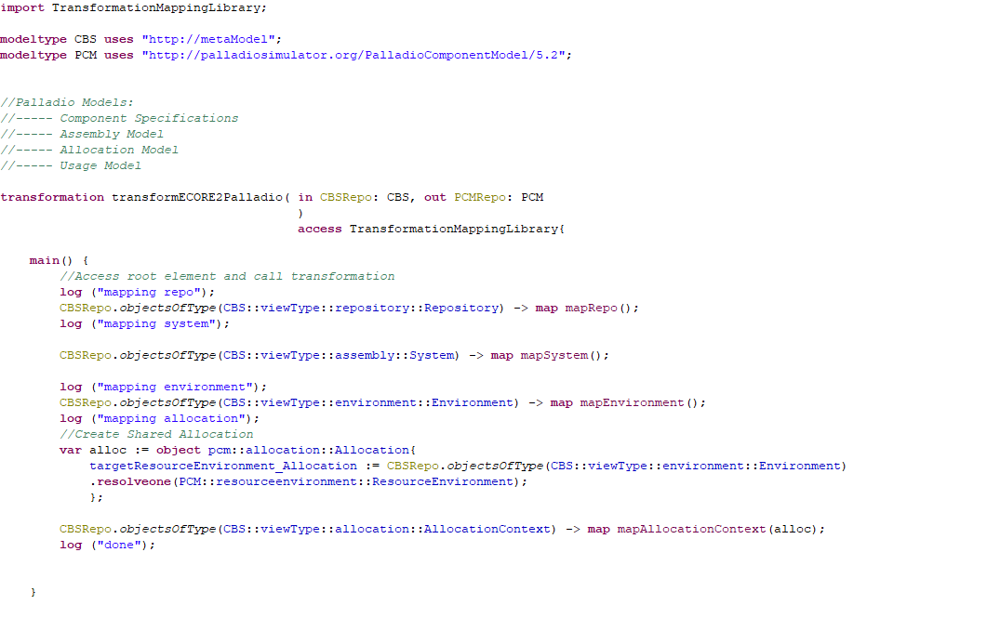 import TransformationMappingLibrary;
modeltype CBS uses "http://metaModel";
modeltype PCM uses "http://palladiosimulator.org/PalladioComponentModel/5.2";
//Palladio Models:
//----- Component Specifications
//----- Assembly Model
//----- Allocation Model
//----- Usage Model
transformation transformECORE2Palladio( in CBSRepo: CBS, out PCMRepo: PCM
)
access TransformationMappingLibrary{
main() {
//Access root element and call transformation
log ("mapping repo");
CBSRepo.objectsOfType(CBS::viewType::repository::Repository) -> map mapRepo();
log ("mapping system");
CBSRepo.objectsOfType(CBS::viewType::assembly::System) -> map mapSystem();
log ("mapping environment");
CBSRepo.objectsOfType(CBS::viewType::environment::Environment) -> map mapEnvironment();
log ("mapping allocation");
//Create Shared Allocation
var alloc := object pcm::allocation::Allocation{
targetResourceEnvironment_Allocation := CBSRepo.objectsOfType(CBS::viewType::environment::Environment)
.resolveone(PCM::resourceenvironment::ResourceEnvironment);
};
CBSRepo.objectsOfType(CBS::viewType::allocation::AllocationContext) -> map mapAllocationContext(alloc);
log ("done");
}